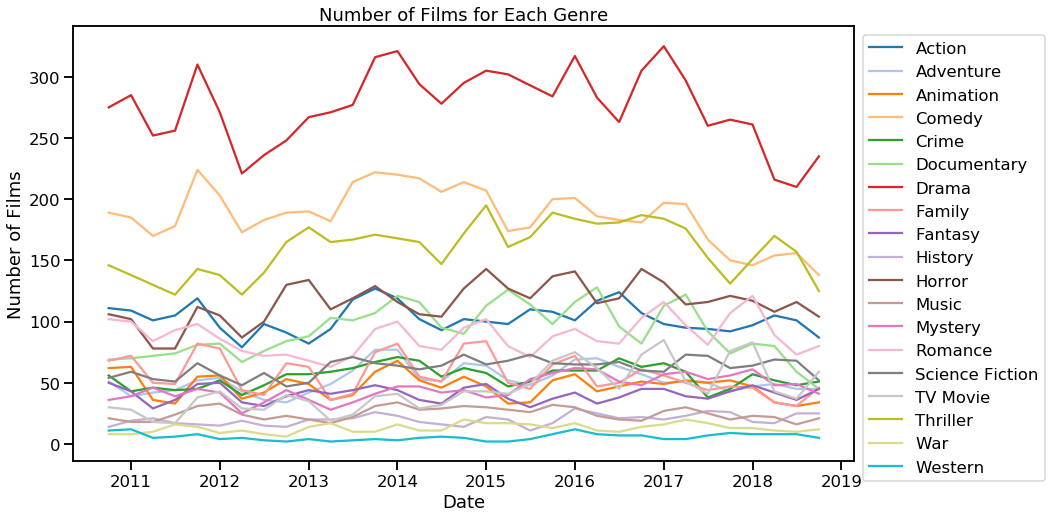 Number of Films for Each Genre
Number of Films
300
250
200
150
100
50
0
2011
2012
2013
2014
2015
2016
2017
2018
2019
Date
Action
Adventure
Animation
Comedy
Crime
Documentary
Drama
Family
Fantasy
History
Horror
Music
Mystery
Romance
Science Fiction
TV Movie
Thriller
War
Western